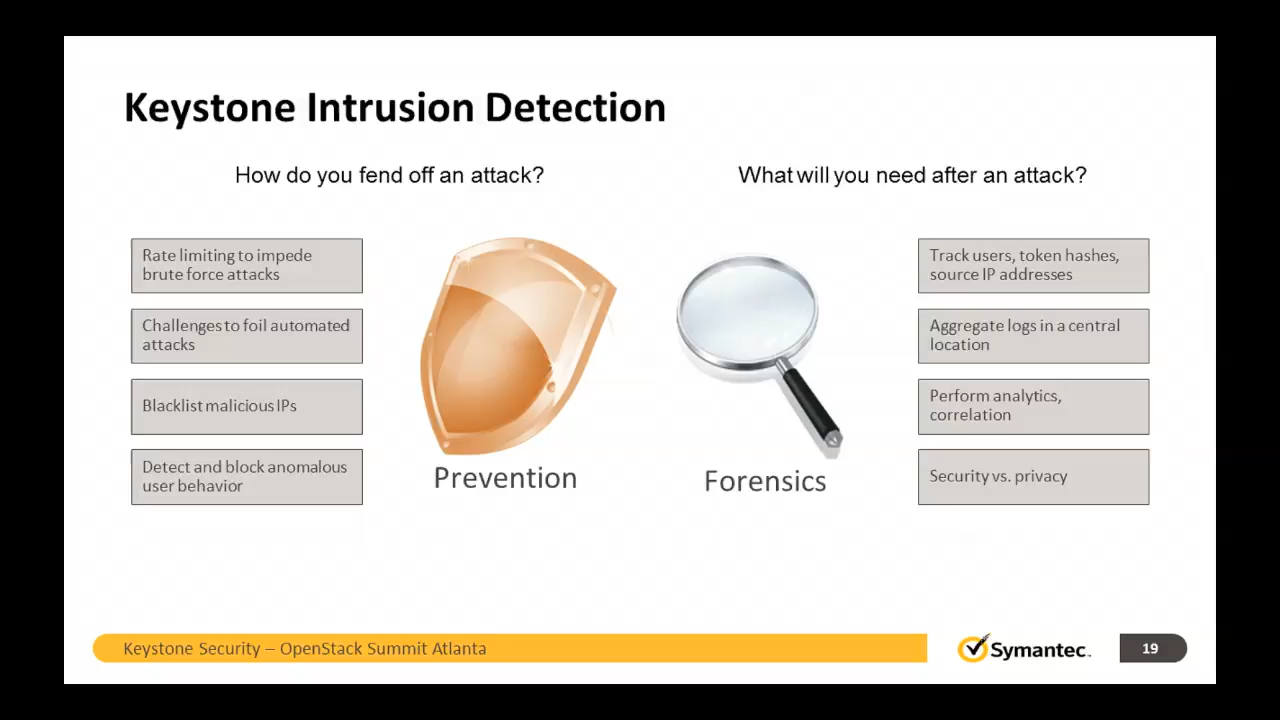 Keystone Intrusion Detection
How do you fend off an attack?
Rate limiting to impede
brute force attacks
Challenges to foil automated
attacks
Blacklist malicious IPs
Detect and block anomalous
user behavior
Prevention
What will you need after an attack?
Forensics
Track users, token hashes,
source IP addresses
Aggregate logs in a central
location
Perform analytics,
correlation
Security vs. privacy
Keystone Security – OpenStack Summit Atlanta
Symantec™
19